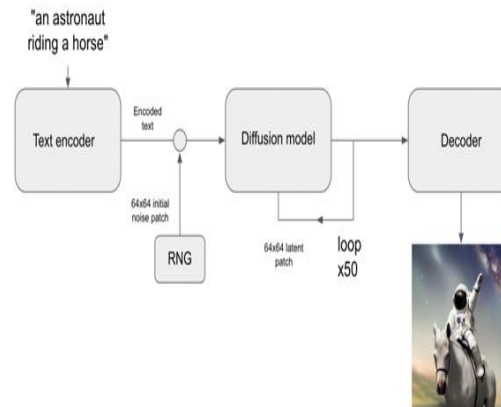 "an astronaut
riding a horse"
Text encoder
Encoded
text
Diffusion model
Decoder
64x64 initial
noise patch
RNG
64x64 latent
patch
loop
x50